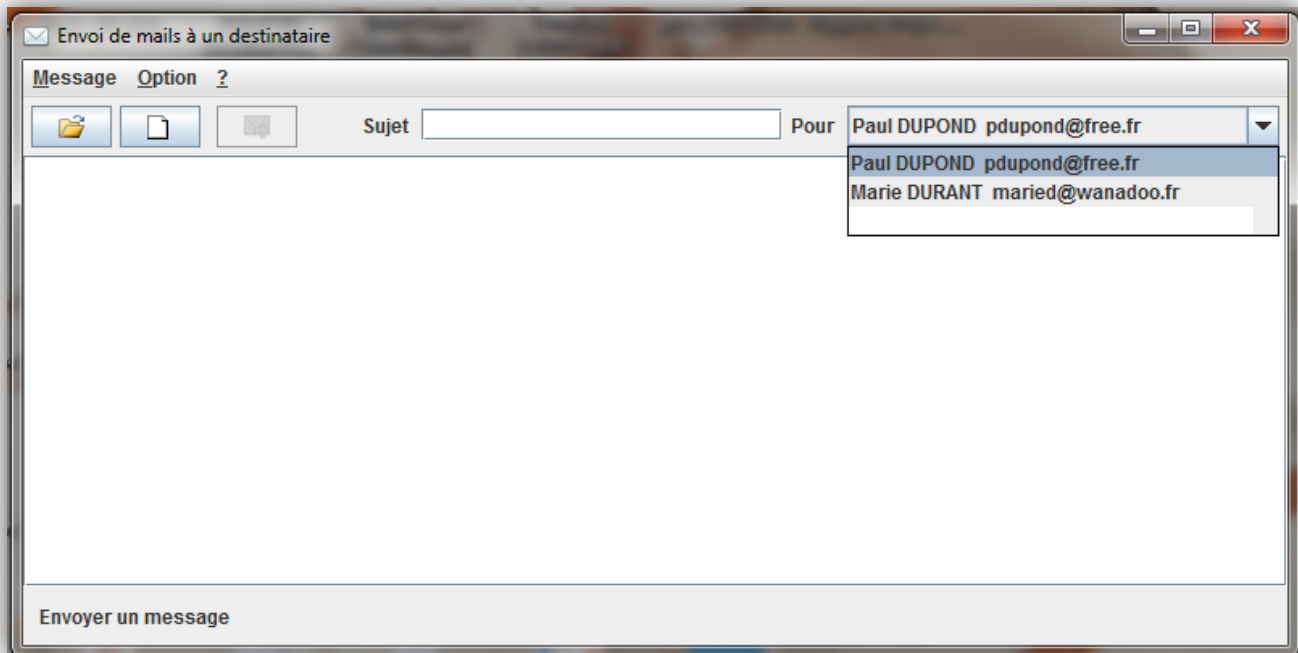 Envoi de mails à un destinataire
Message Option ?
Sujet Pour Paul DUPOND pdupond@free.fr
Paul DUPOND pdupond@free.fr
Marie DURANT maried@wanadoo.fr
Envoyer un message